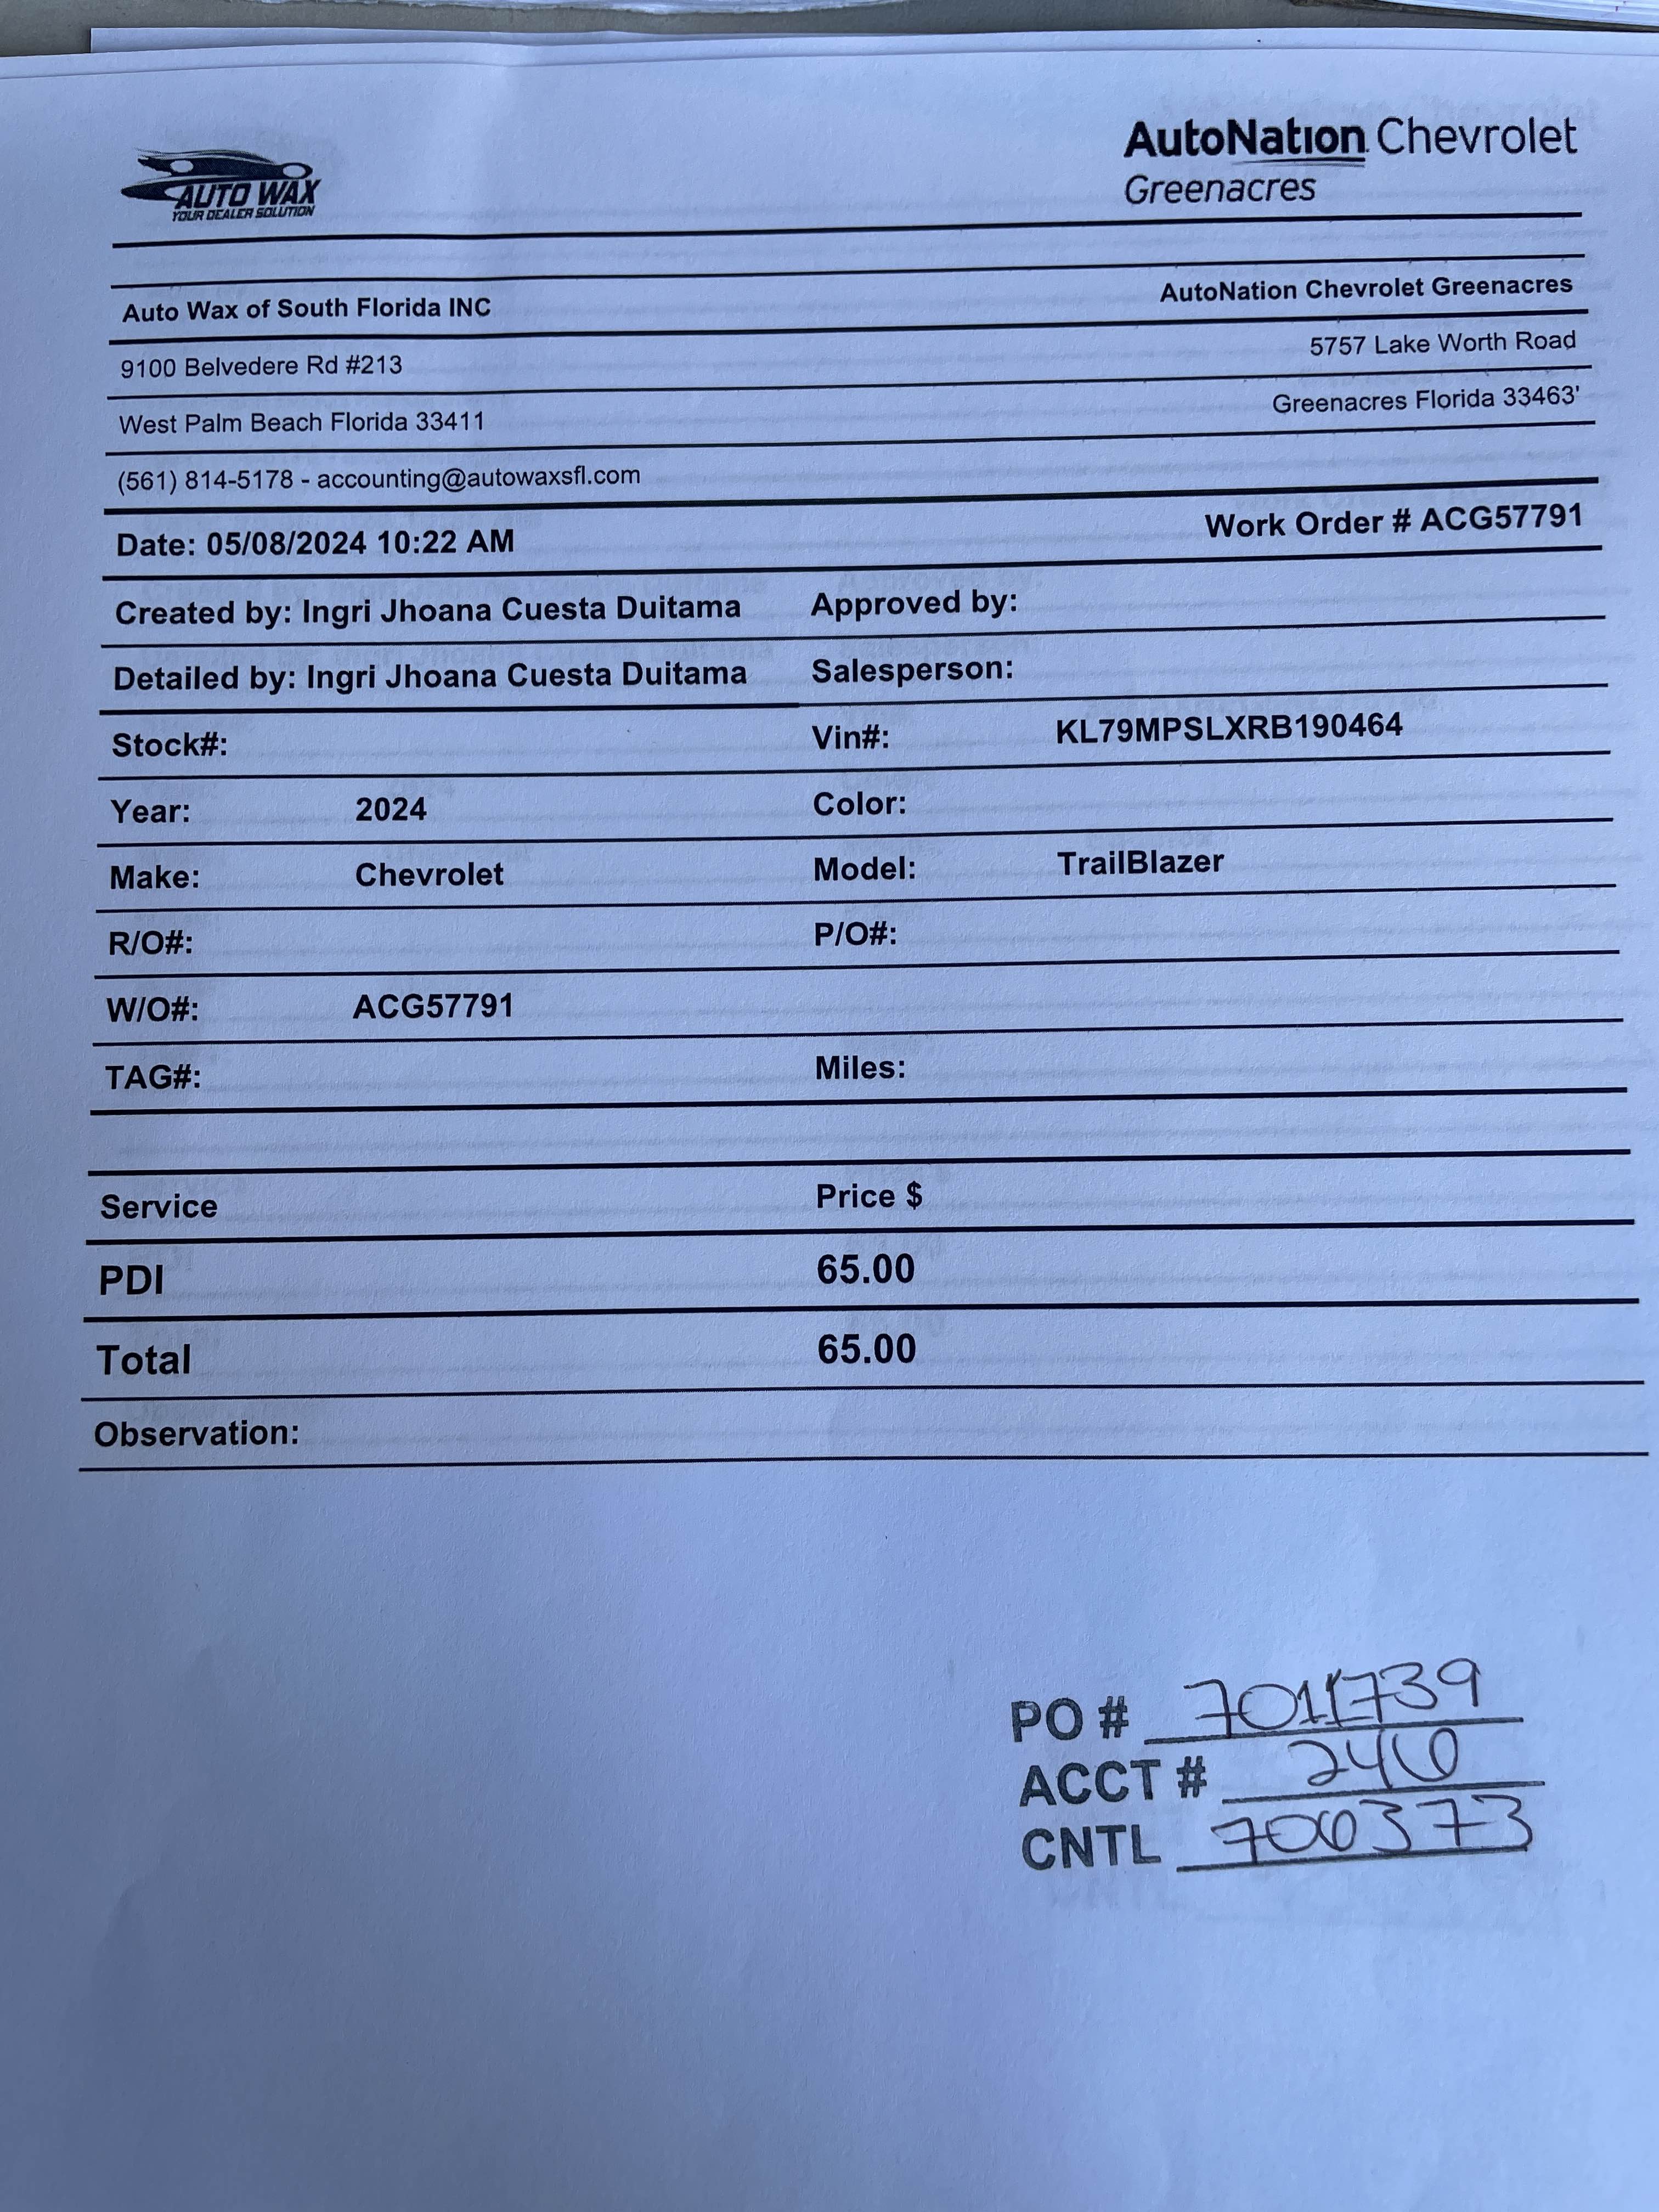 AUTO WAX
YOUR DEALER SOLUTION
AutoNation Chevrolet
Greenacres
Auto Wax of South Florida INC
AutoNation Chevrolet Greenacres
9100 Belvedere Rd #213
5757 Lake Worth Road
West Palm Beach Florida 33411
Greenacres Florida 33463'
(561) 814-5178 - accounting@autowaxsfl.com
Date: 05/08/2024 10:22 AM
Work Order # ACG57791
Created by: Ingri Jhoana Cuesta Duitama Approved by:
Detailed by: Ingri Jhoana Cuesta Duitama Salesperson:
Stock#: Vin#: KL79MPSLXRB190464
Year: 2024 Color:
Make: Chevrolet Model: TrailBlazer
R/O#: P/O#:
W/O#: ACG57791
TAG#: Miles:
Service Price $
PDI 65.00
Total 65.00
Observation:
PO # 7011739
ACCT # 246
CNTL 706373